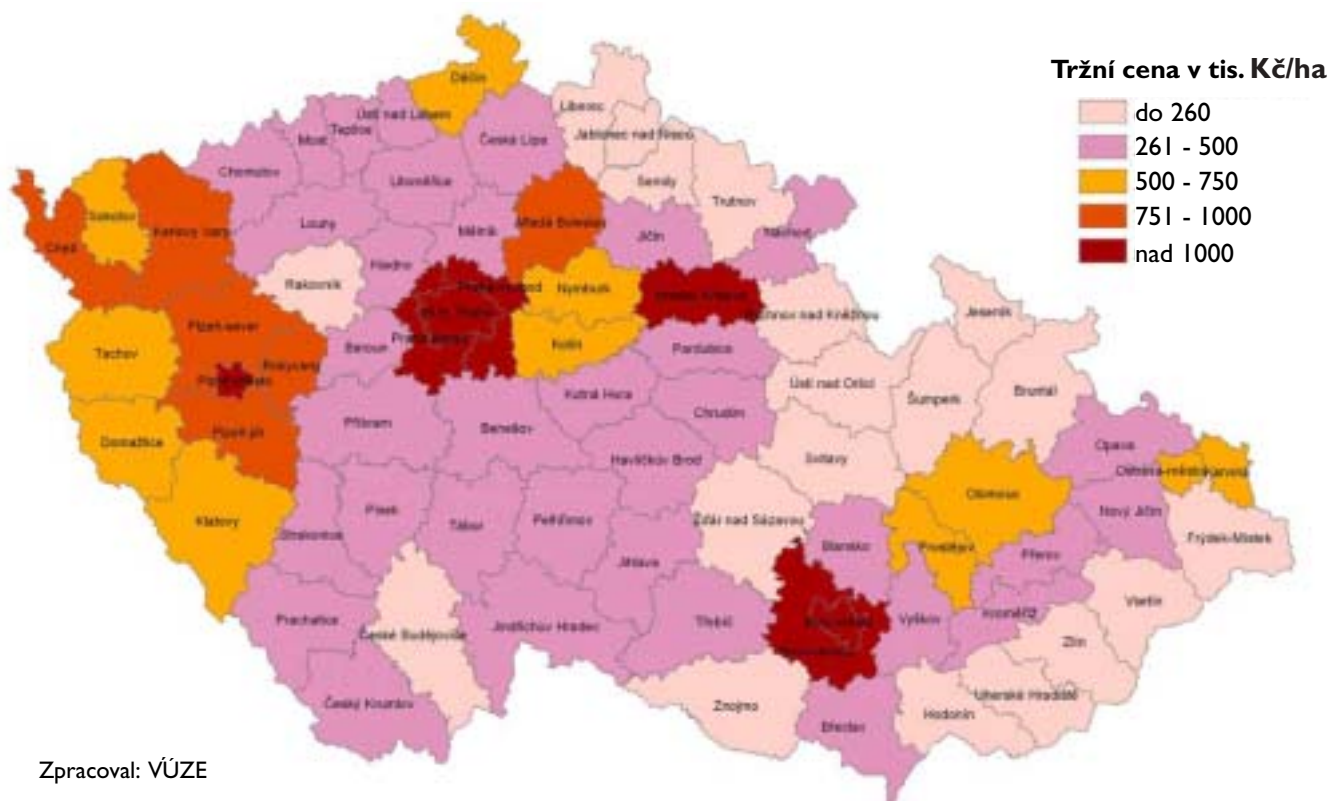 Tržní cena v tis. Kč/ha
do 260
261 - 500
500 - 750
751 - 1000
nad 1000
Děčín
Liberec
Ústí nad Labem
Jablonec nad Nisou
Teplice
Most
Česká Lípa
Chomutov
Litoměřice
Semily
Trutnov
Sokolov
Karlovy Vary
Louny
Mělník
Mladá Boleslav
Jičín
Náchod
Cheb
Kladno
Rakovník
Nymburk
Hradec Králové
Rychnov nad Kněžnou
Jeseník
Plzeň-sever
Tachov
Rokycany
Beroun
Kolín
Pardubice
Ústí nad Orlicí
Šumperk
Bruntál
Kutná Hora
Chrudim
Příbram
Benešov
Plzeň-jih
Domažlice
Havlíčkův Brod
Svitavy
Opava
Ostrava-město
Karviná
Olomouc
Klatovy
Strakonice
Písek
Tábor
Pelhřimov
Žďár nad Sázavou
Nový Jičín
Jihlava
Blansko
Prostějov
Přerov
Frýdek-Místek
Prachatice
České Budějovice
Jindřichův Hradec
Třebíč
Vyškov
Kroměříž
Vsetín
Zlín
Český Krumlov
Znojmo
Břeclav
Hodonín
Uherské Hradiště
Zpracoval: VÚZE